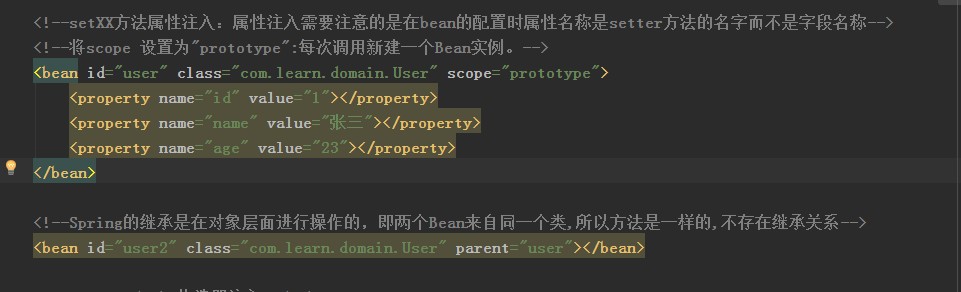 <!--setXX方法属性注入：属性注入需要注意的是在bean的配置时属性名称是setter方法的名字而不是字段名称-->
<!--将scope 设置为"prototype":每次调用新建一个Bean实例。-->
<bean id="user" class="com.learn.domain.User" scope="prototype">
<property name="id" value="1"></property>
<property name="name" value="张三"></property>
<property name="age" value="23"></property>
</bean>
<!--Spring的继承是在对象层面进行操作的，即两个Bean来自同一个类,所以方法是一样的,不存在继承关系-->
<bean id="user2" class="com.learn.domain.User" parent="user"></bean>